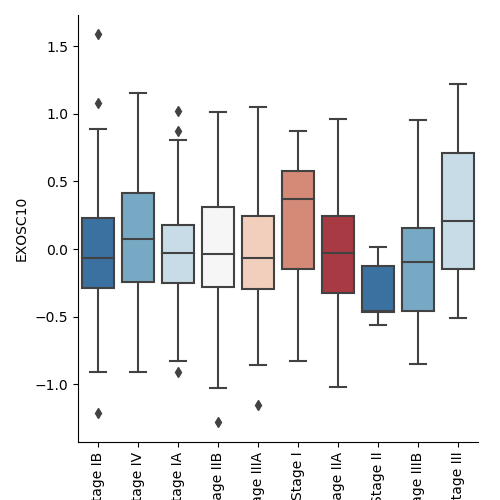 EXOSC10
1.5
1.0
0.5
0.0
−0.5
−1.0
tage IB
tage IV
tage IA
age IIB
age IIIA
Stage I
age IIA
Stage II
age IIIB
tage III